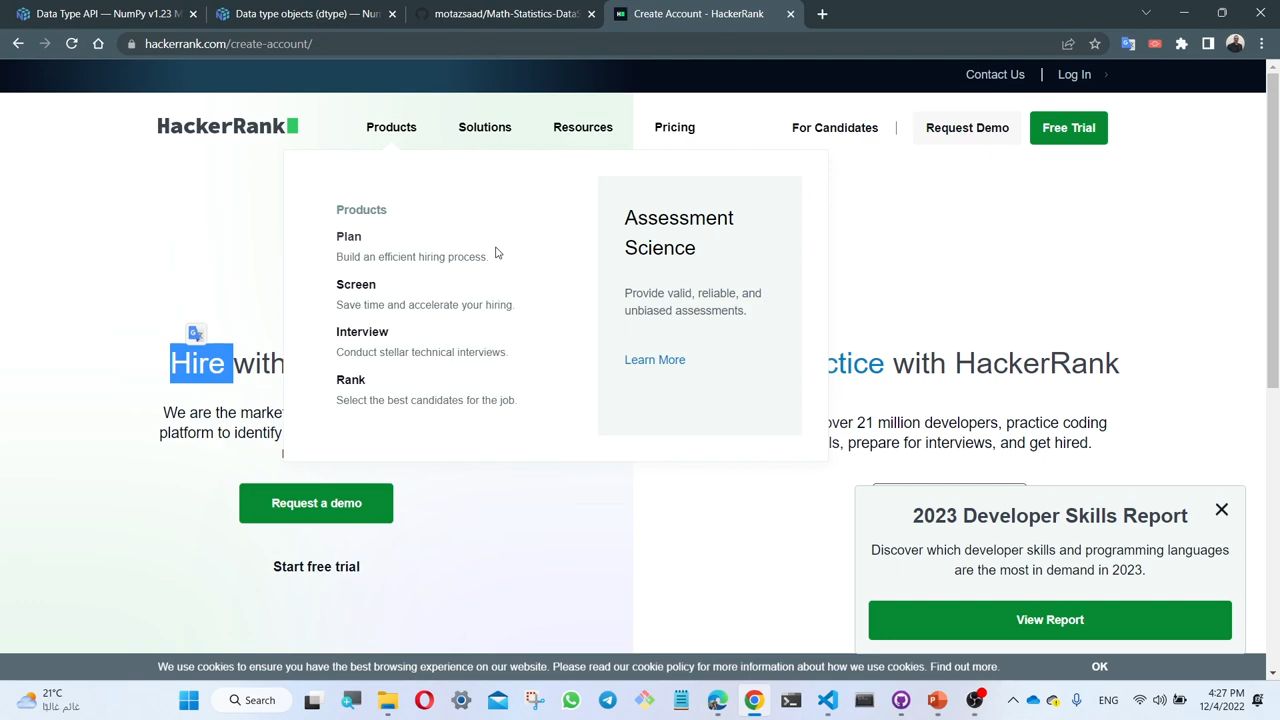 Data Type API — NumPy v1.23 M
Data type objects (dtype) — Num
motazsaad/Math-Statistics-DataS
Create Account - HackerRank
hackerrank.com/create-account/
Contact Us | Log In
HackerRank
Products Solutions Resources Pricing For Candidates | Request Demo Free Trial
Products
Plan
Build an efficient hiring process.
Screen
Save time and accelerate your hiring.
Interview
Conduct stellar technical interviews.
Rank
Select the best candidates for the job.
Assessment
Science
Provide valid, reliable, and
unbiased assessments.
Learn More
Hire with
We are the marke
platform to identify
Request a demo
Start free trial
ctice with HackerRank
over 21 million developers, practice coding
ls, prepare for interviews, and get hired.
2023 Developer Skills Report
Discover which developer skills and programming languages
are the most in demand in 2023.
View Report
We use cookies to ensure you have the best browsing experience on our website. Please read our cookie policy for more information about how we use cookies. Find out more.
OK
21°C
غائم غالبا
Search
ENG
4:27 PM
12/4/2022